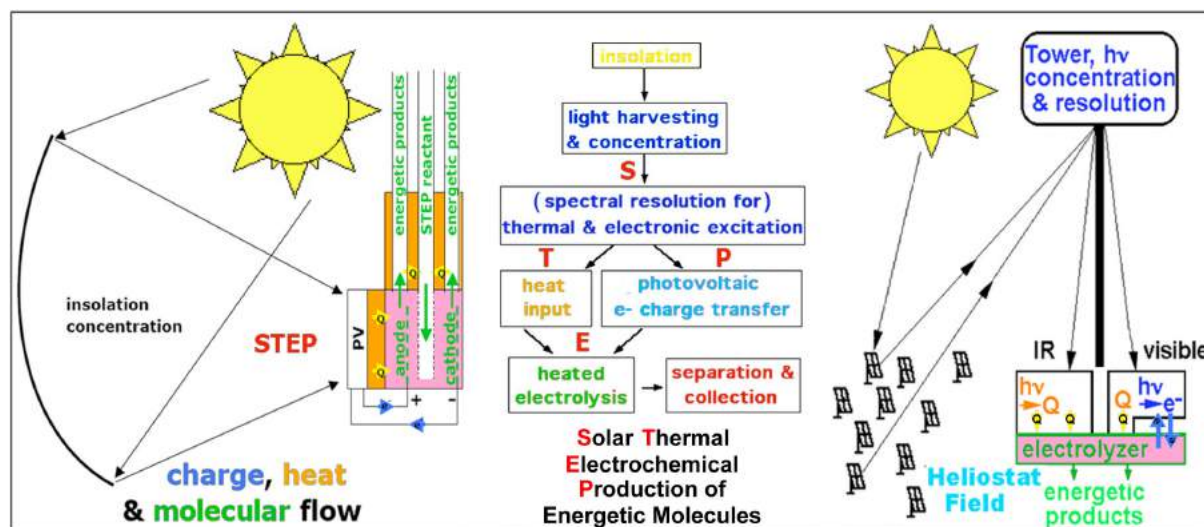 insolation
concentration
STEP
energetic products
STEP reactant
energetic products
Q
Q
Q
Q
PV
anode
cathode
e-
+
-
e-
charge, heat
& molecular flow
insolation
light harvesting
& concentration
S
(spectral resolution for)
thermal & electronic excitation
T
P
heat
input
photovoltaic
e- charge transfer
E
heated
electrolysis
separation &
collection
Solar Thermal
Electrochemical
Production of
Energetic Molecules
Tower, hν
concentration
& resolution
IR
visible
hν
Q
Q
Q
Q
hν
e-
Q
e-
electrolyzer
Heliostat
Field
energetic
products